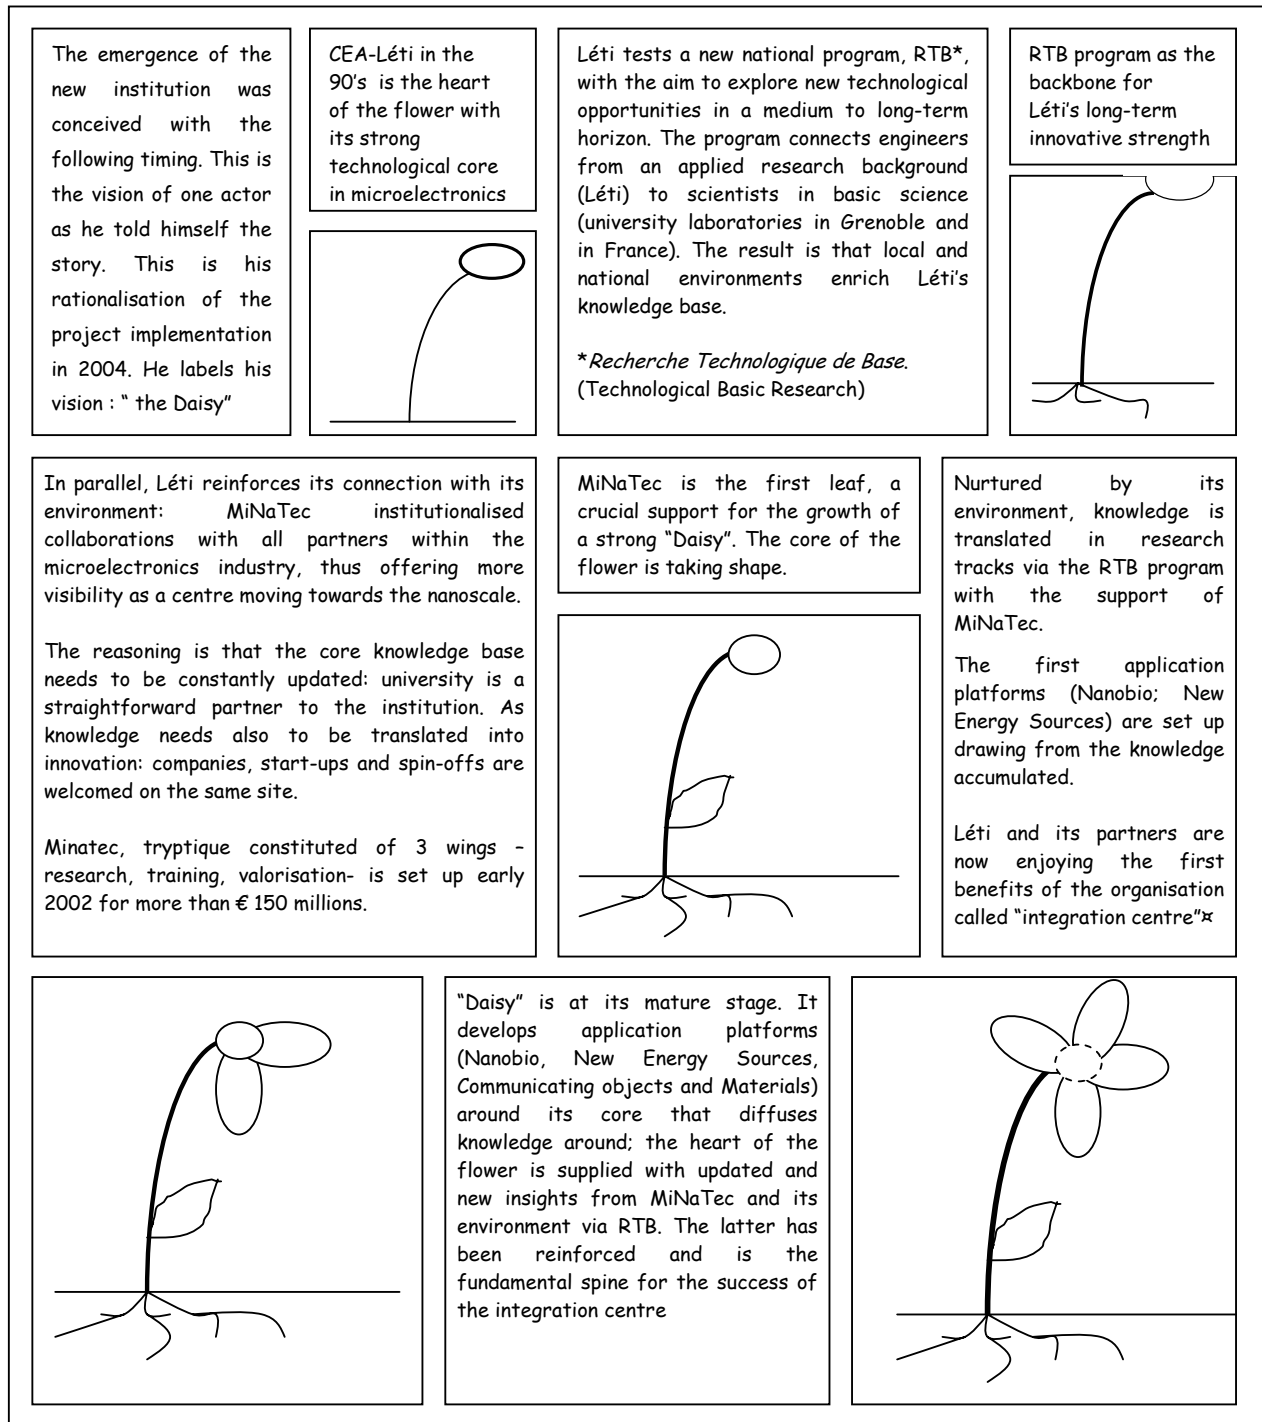 The emergence of the
new institution was
conceived with the
following timing. This is
the vision of one actor
as he told himself the
story. This is his
rationalisation of the
project implementation
in 2004. He labels his
vision : “ the Daisy”
CEA-Léti in the
90’s is the heart
of the flower with
its strong
technological core
in microelectronics
Léti tests a new national program, RTB*,
with the aim to explore new technological
opportunities in a medium to long-term
horizon. The program connects engineers
from an applied research background
(Léti) to scientists in basic science
(university laboratories in Grenoble and
in France). The result is that local and
national environments enrich Léti’s
knowledge base.
*Recherche Technologique de Base.
(Technological Basic Research)
RTB program as the
backbone for
Léti’s long-term
innovative strength
In parallel, Léti reinforces its connection with its
environment: MiNaTec institutionalised
collaborations with all partners within the
microelectronics industry, thus offering more
visibility as a centre moving towards the nanoscale.
The reasoning is that the core knowledge base
needs to be constantly updated: university is a
straightforward partner to the institution. As
knowledge needs also to be translated into
innovation: companies, start-ups and spin-offs are
welcomed on the same site.
Minatec, tryptique constituted of 3 wings –
research, training, valorisation- is set up early
2002 for more than € 150 millions.
MiNaTec is the first leaf, a
crucial support for the growth of
a strong “Daisy”. The core of the
flower is taking shape.
Nurtured by its
environment, knowledge is
translated in research
tracks via the RTB program
with the support of
MiNaTec.
The first application
platforms (Nanobio; New
Energy Sources) are set up
drawing from the knowledge
accumulated.
Léti and its partners are
now enjoying the first
benefits of the organisation
called “integration centre”¤
“Daisy” is at its mature stage. It
develops application platforms
(Nanobio, New Energy Sources,
Communicating objects and Materials)
around its core that diffuses
knowledge around; the heart of the
flower is supplied with updated and
new insights from MiNaTec and its
environment via RTB. The latter has
been reinforced and is the
fundamental spine for the success of
the integration centre